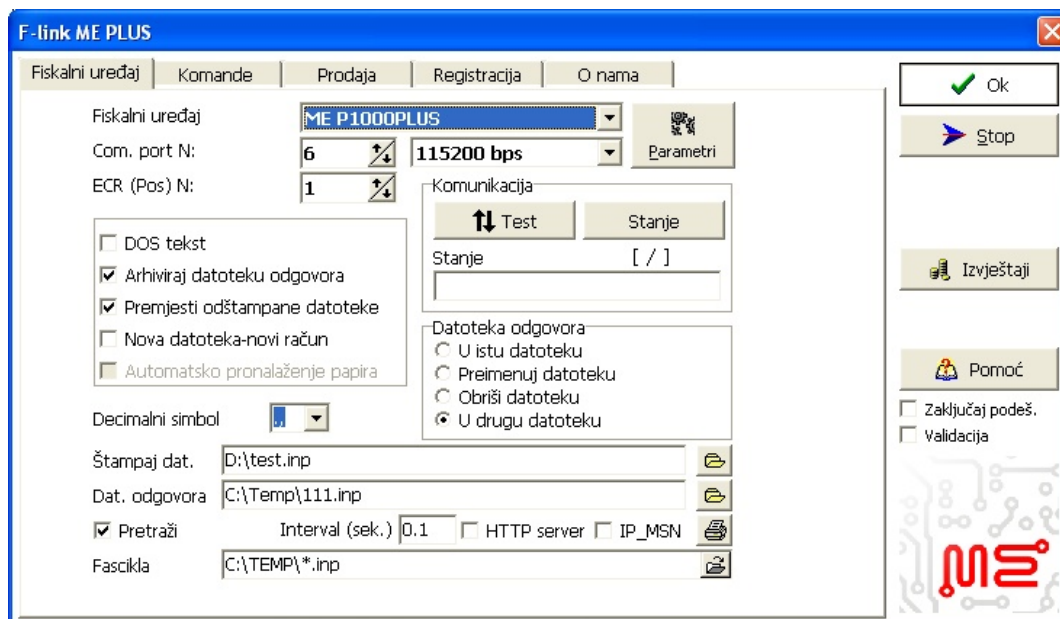 F-link ME PLUS
Fiskalni uređaj Komande Prodaja Registracija O nama
Ok
Stop
Izvještaji
Pomoć
Zaključaj podeš.
Validacija
Fiskalni uređaj ME P1000PLUS
Com. port N: 6 115200 bps
Parametri
ECR (Pos) N: 1
Komunikacija
Test Stanje
Stanje [ / ]
DOS tekst
Arhiviraj datoteku odgovora
Premjesti odštampane datoteke
Nova datoteka-novi račun
Automatsko pronalaženje papira
Datoteka odgovora
U istu datoteku
Preimenuj datoteku
Obriši datoteku
U drugu datoteku
Decimalni simbol
Štampaj dat. D:\test.inp
Dat. odgovora C:\Temp\111.inp
Pretraži Interval (sek.) 0.1 HTTP server IP_MSN
Fascikla C:\TEMP\*.inp
ME